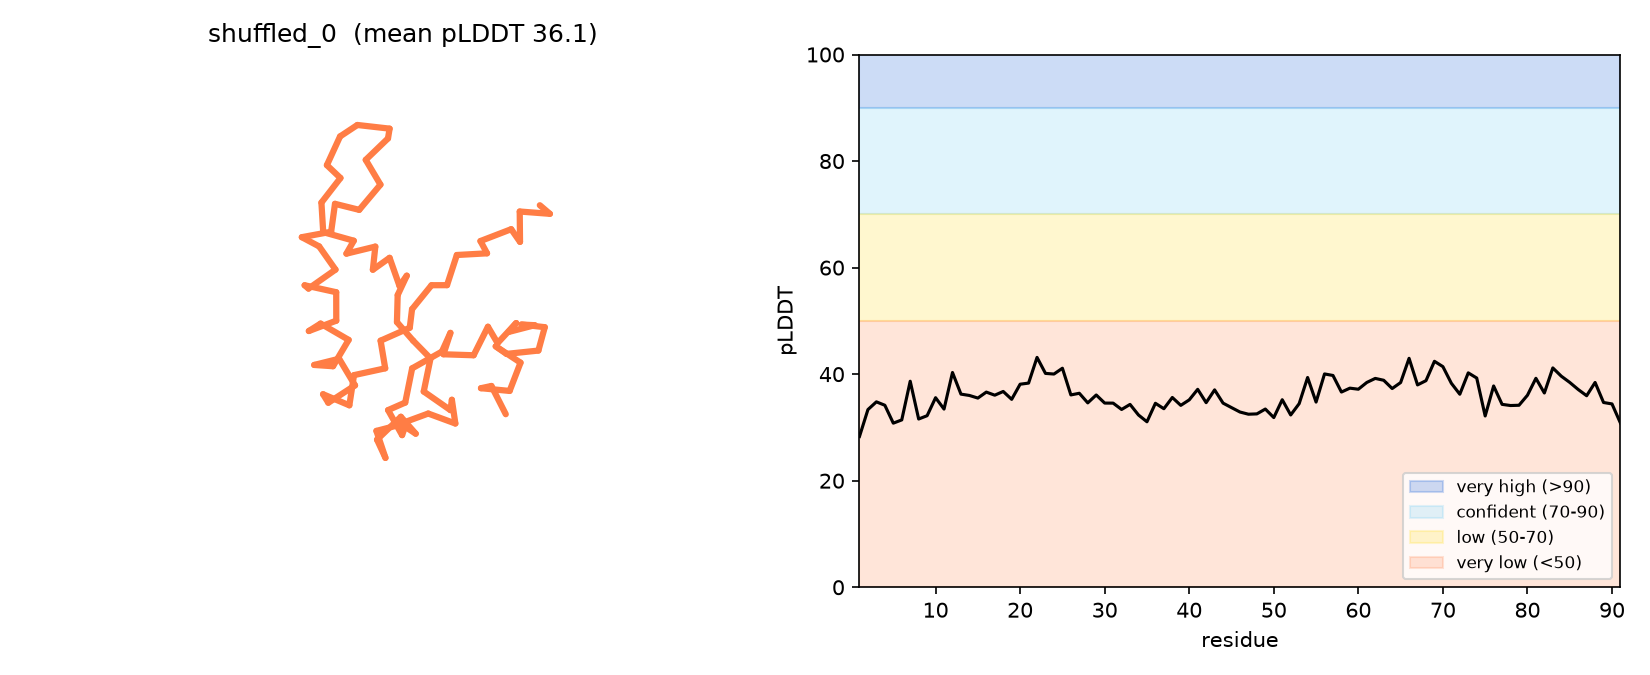 shuffled_0  (mean pLDDT 36.1)
100
80
60
40
20
0
pLDDT
10 20 30 40 50 60 70 80 90
residue
very high (>90)
confident (70-90)
low (50-70)
very low (<50)